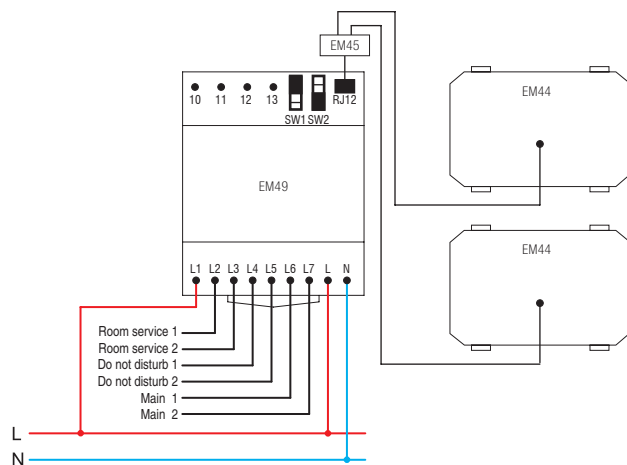 EM45
10 11 12 13 RJ12
SW1 SW2
EM44
EM49
EM44
L1 L2 L3 L4 L5 L6 L7 L N
Room service 1
Room service 2
Do not disturb 1
Do not disturb 2
Main 1
Main 2
L
N